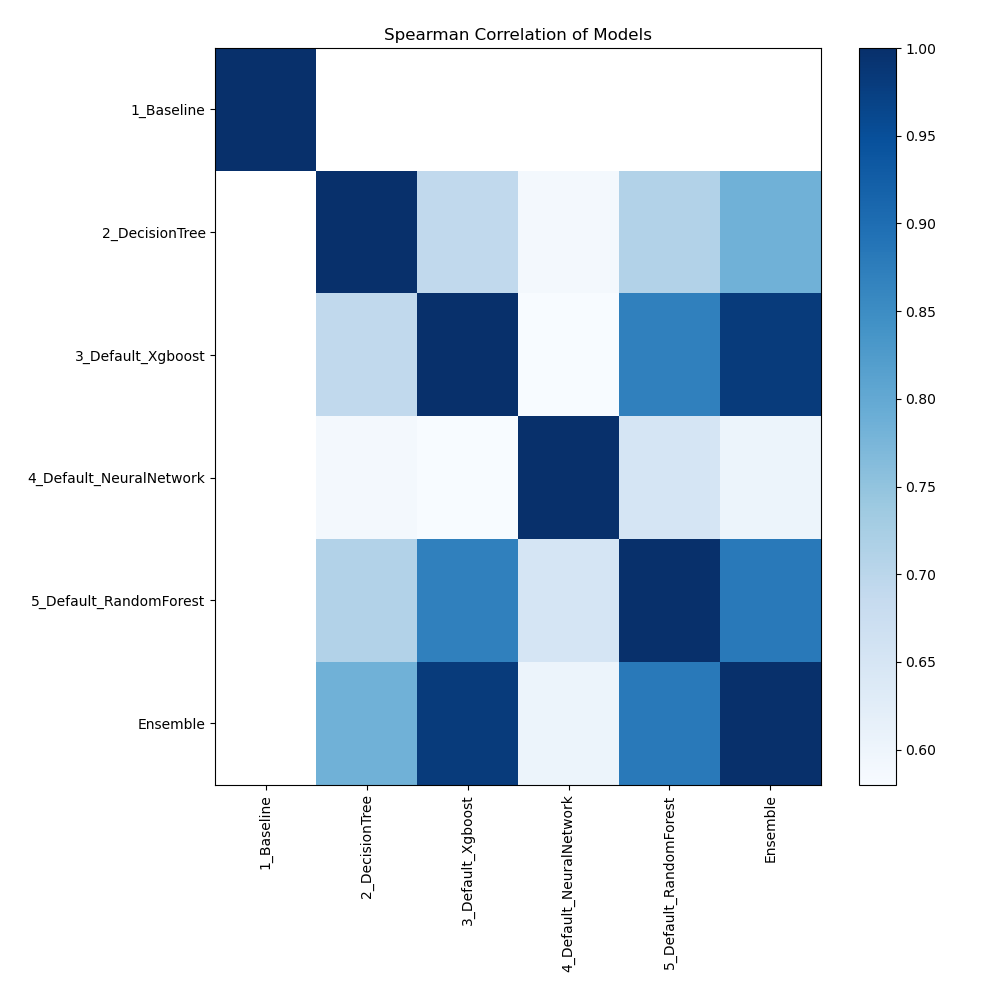 Spearman Correlation of Models
1_Baseline
2_DecisionTree
3_Default_Xgboost
4_Default_NeuralNetwork
5_Default_RandomForest
Ensemble
1_Baseline
2_DecisionTree
3_Default_Xgboost
4_Default_NeuralNetwork
5_Default_RandomForest
Ensemble
1.00
0.95
0.90
0.85
0.80
0.75
0.70
0.65
0.60